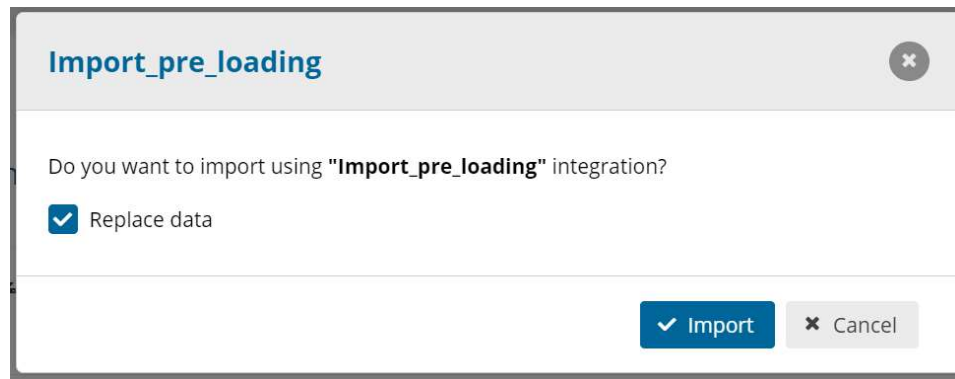 Import_pre_loading
Do you want to import using "Import_pre_loading" integration?
Replace data
Import
Cancel